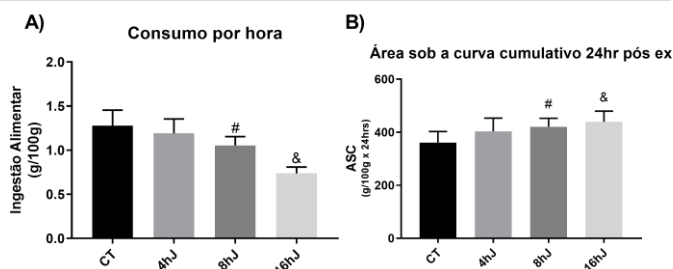 A)
Consumo por hora
Ingestão Alimentar
(g/100g)
2.0
1.5
1.0
0.5
0.0
#
&
CT
4hJ
8hJ
16hJ
B)
Área sob a curva cumulativo 24hr pós ex
ASC
(g/100g x 24hrs)
600
400
200
0
#
&
CT
4hJ
8hJ
16hJ